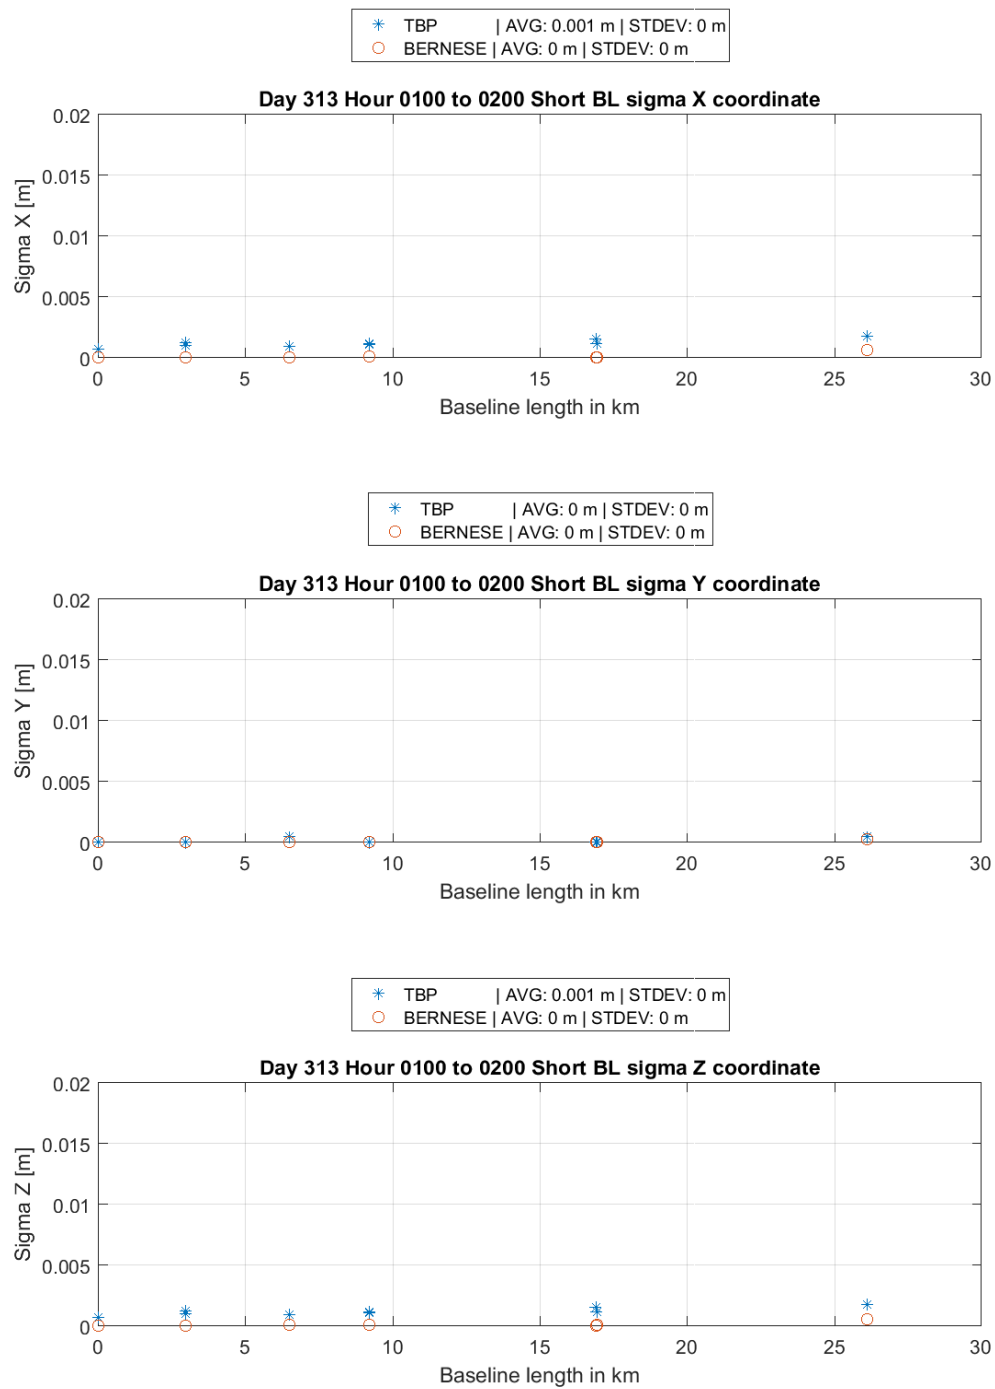 TBP | AVG: 0.001 m | STDEV: 0 m
BERNESE | AVG: 0 m | STDEV: 0 m
Day 313 Hour 0100 to 0200 Short BL sigma X coordinate
0.02
0.015
0.01
0.005
0
Sigma X [m]
0 5 10 15 20 25 30
Baseline length in km
TBP | AVG: 0 m | STDEV: 0 m
BERNESE | AVG: 0 m | STDEV: 0 m
Day 313 Hour 0100 to 0200 Short BL sigma Y coordinate
0.02
0.015
0.01
0.005
0
Sigma Y [m]
0 5 10 15 20 25 30
Baseline length in km
TBP | AVG: 0.001 m | STDEV: 0 m
BERNESE | AVG: 0 m | STDEV: 0 m
Day 313 Hour 0100 to 0200 Short BL sigma Z coordinate
0.02
0.015
0.01
0.005
0
Sigma Z [m]
0 5 10 15 20 25 30
Baseline length in km